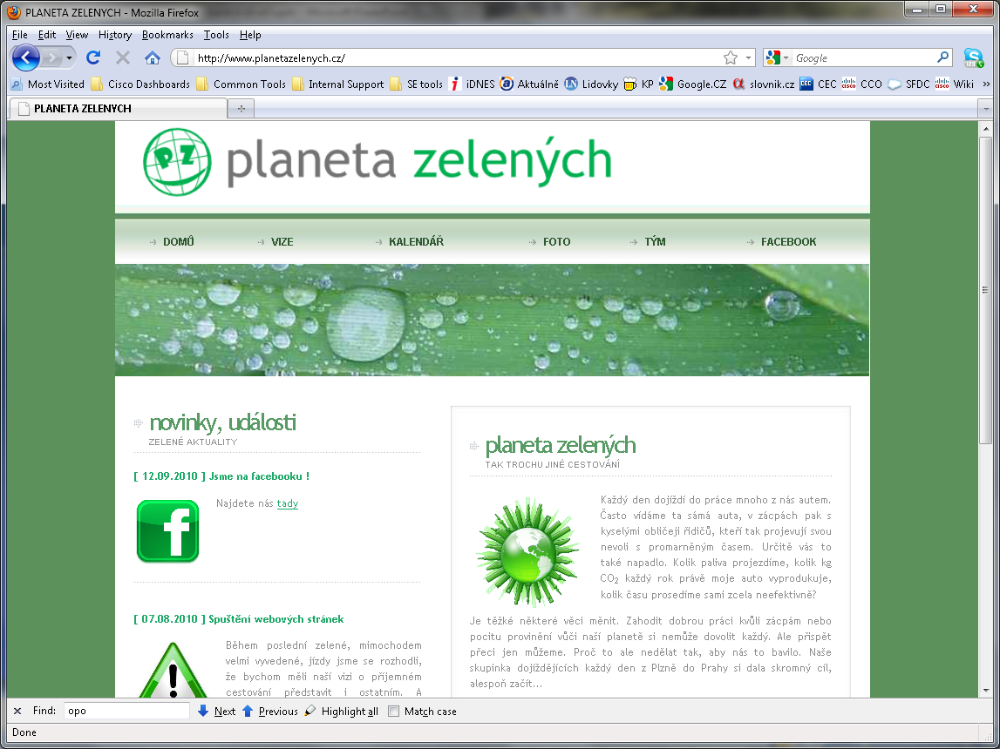 PLANETA ZELENYCH - Mozilla Firefox
File Edit View History Bookmarks Tools Help
http://www.planetazelenych.cz/
Google
Most Visited Cisco Dashboards Common Tools Internal Support SE tools iDNES Aktuálně Lidovky KP Google.CZ slovnik.cz CEC CCO SFDC Wiki »
PLANETA ZELENYCH
PZ planeta zelených
DOMŮ VIZE KALENDÁŘ FOTO TÝM FACEBOOK
novinky, události
ZELENÉ AKTUALITY
[ 12.09.2010 ] Jsme na facebooku !
f
Najdete nás tady
[ 07.08.2010 ] Spuštění webových stránek
!
Během poslední zelené, mimochodem
velmi vyvedené, jízdy jsme se rozhodli,
že bychom měli naší vizi o příjemném
cestování představit i ostatním. A
planeta zelených
TAK TROCHU JINÉ CESTOVÁNÍ
Každý den dojíždí do práce mnoho z nás autem.
Často vídáme ta sámá auta, v zácpách pak s
kyselými obličeji řidičů, kteří tak projevují svou
nevoli s promarněným časem. Určitě vás to
také napadlo. Kolik paliva projezdíme, kolik kg
CO2 každý rok právě moje auto vyprodukuje,
kolik času prosedíme sami zcela neefektivně?
Je těžké některé věci měnit. Zahodit dobrou práci kvůli zácpám nebo
pocitu provinění vůči naší planetě si nemůže dovolit každý. Ale přispět
přeci jen můžeme. Proč to ale nedělat tak, aby nás to bavilo. Naše
skupinka dojíždějících každý den z Plzně do Prahy si dala skromný cíl,
alespoň začít...
Find: opo Next Previous Highlight all Match case
Done